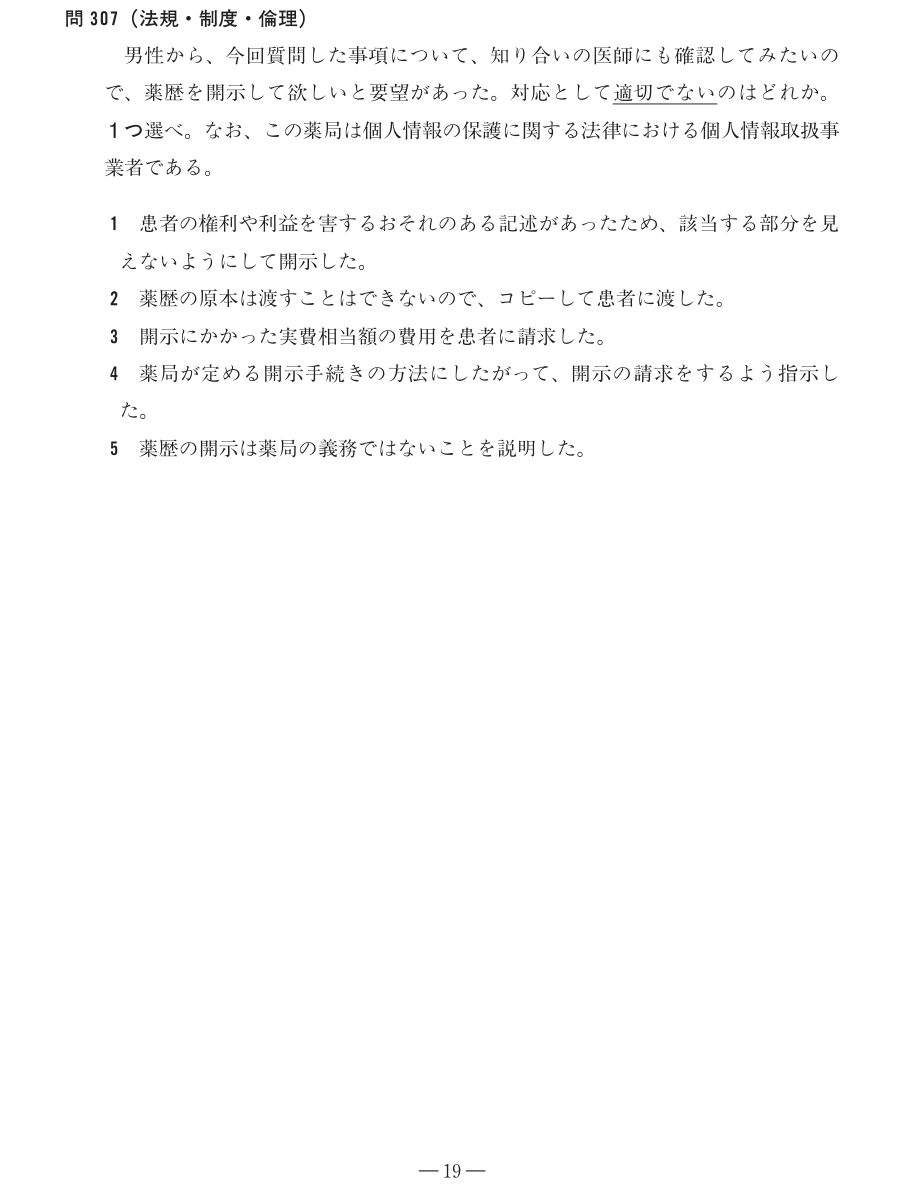 問 307（法規・制度・倫理）
男性から、今回質問した事項について、知り合いの医師にも確認してみたいの
で、薬歴を開示して欲しいと要望があった。対応として適切でないのはどれか。
1つ選べ。なお、この薬局は個人情報の保護に関する法律における個人情報取扱事
業者である。
1　患者の権利や利益を害するおそれのある記述があったため、該当する部分を見
えないようにして開示した。
2　薬歴の原本は渡すことはできないので、コピーして患者に渡した。
3　開示にかかった実費相当額の費用を患者に請求した。
4　薬局が定める開示手続きの方法にしたがって、開示の請求をするよう指示し
た。
5　薬歴の開示は薬局の義務ではないことを説明した。
― 19 ―